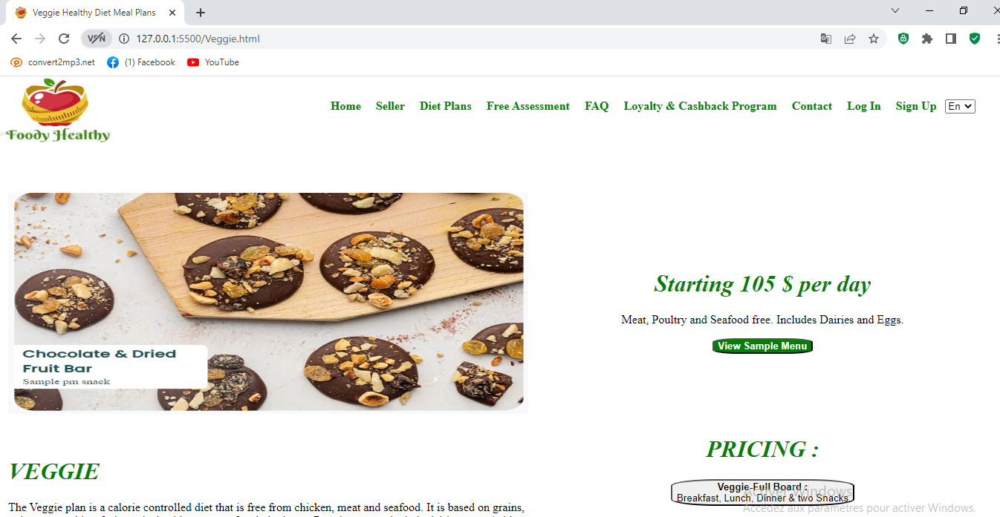 Veggie Healthy Diet Meal Plans
VPN
127.0.0.1:5500/Veggie.html
convert2mp3.net
(1) Facebook
YouTube
Foody Healthy
Home
Seller
Diet Plans
Free Assessment
FAQ
Loyalty & Cashback Program
Contact
Log In
Sign Up
En
Chocolate & Dried
Fruit Bar
Sample pm snack
Starting 105 $ per day
Meat, Poultry and Seafood free. Includes Dairies and Eggs.
View Sample Menu
VEGGIE
The Veggie plan is a calorie controlled diet that is free from chicken, meat and seafood. It is based on grains,
PRICING :
Veggie-Full Board :
Breakfast, Lunch, Dinner & two Snacks
Activer Windows
Accédez aux paramètres pour activer Windows.